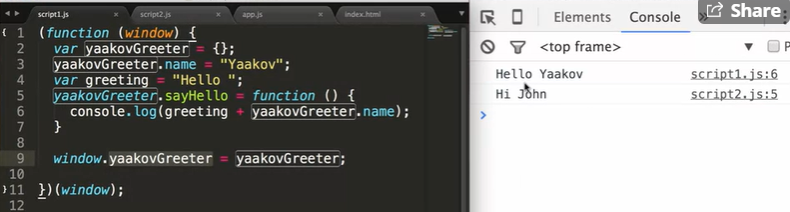 script1.js × script2.js × app.js × index.html ×
1 (function (window) {
2 var yaakovGreeter = {};
3 yaakovGreeter.name = "Yaakov";
4 var greeting = "Hello ";
5 yaakovGreeter.sayHello = function () {
6 console.log(greeting + yaakovGreeter.name);
7 }
8
9 window.yaakovGreeter = yaakovGreeter;
10
11 })(window);
12
Elements Console » Share
<top frame> ▼ P
Hello Yaakov script1.js:6
Hi John script2.js:5
>